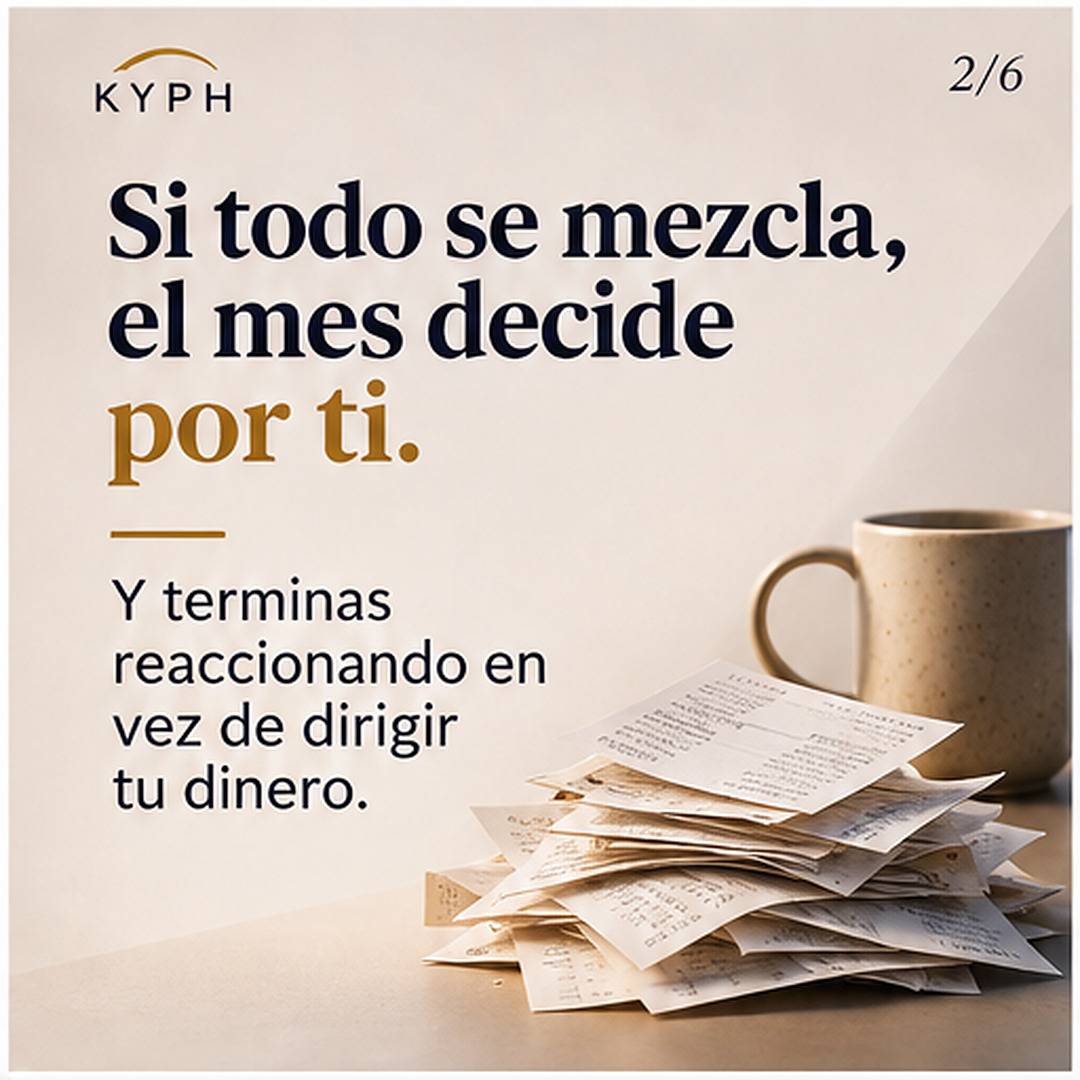 KYPH
2/6
Si todo se mezcla,
el mes decide
por ti.
Y terminas
reaccionando en
vez de dirigir
tu dinero.